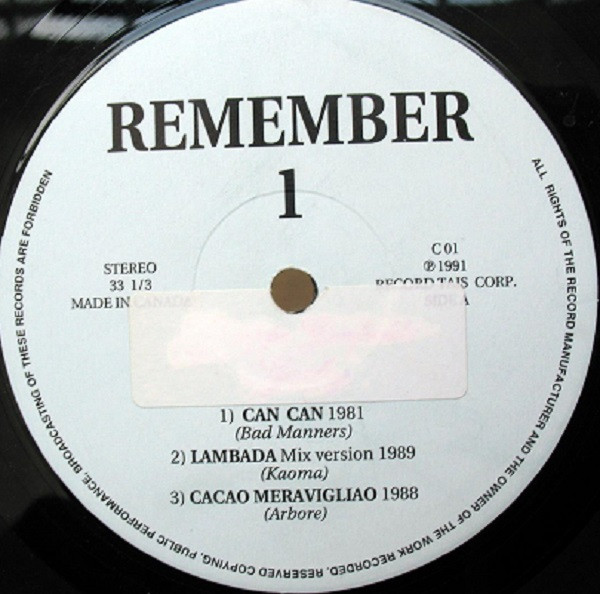 REMEMBER
1
STEREO
33 1/3
MADE IN CANADA
C 01
℗ 1991
RECORD TAIS CORP.
SIDE A
1) CAN CAN 1981
(Bad Manners)
2) LAMBADA Mix version 1989
(Kaoma)
3) CACAO MERAVIGLIAO 1988
(Arbore)
ALL RIGHTS OF THE RECORD MANUFACTURER AND THE OWNER OF THE WORK RECORDED. RESERVED COPYING. PUBLIC PERFORMANCE, BROADCASTING OF THESE RECORDS ARE FORBIDDEN